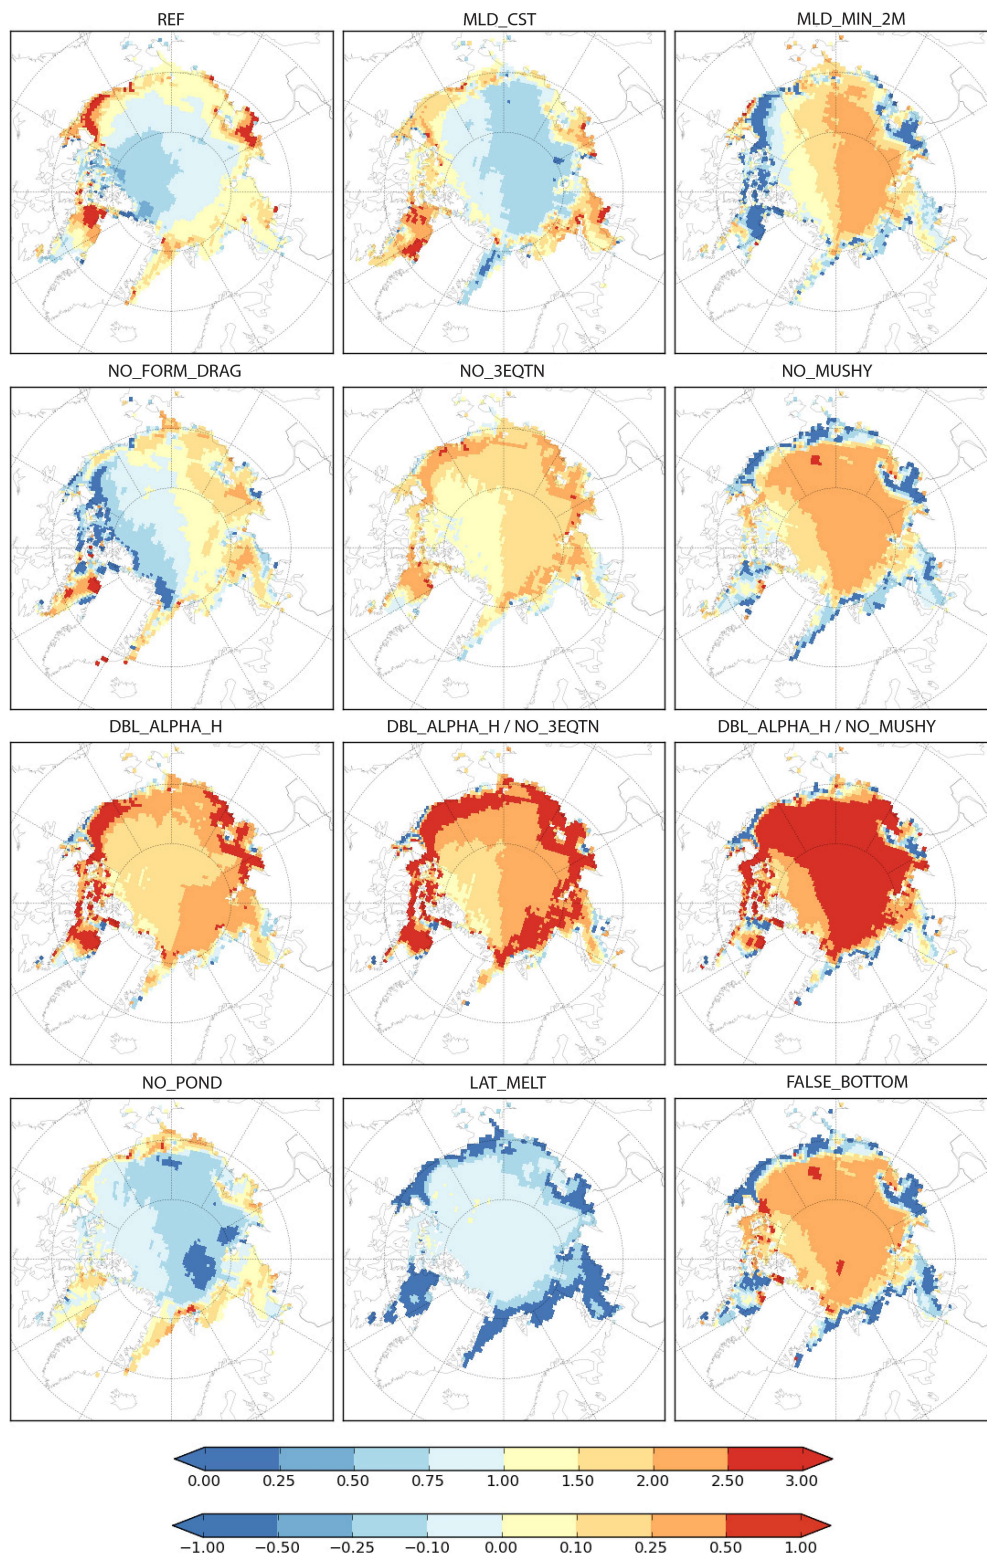 REF MLD_CST MLD_MIN_2M
NO_FORM_DRAG NO_3EQTN NO_MUSHY
DBL_ALPHA_H DBL_ALPHA_H / NO_3EQTN DBL_ALPHA_H / NO_MUSHY
NO_POND LAT_MELT FALSE_BOTTOM
0.00 0.25 0.50 0.75 1.00 1.50 2.00 2.50 3.00
−1.00 −0.50 −0.25 −0.10 0.00 0.10 0.25 0.50 1.00